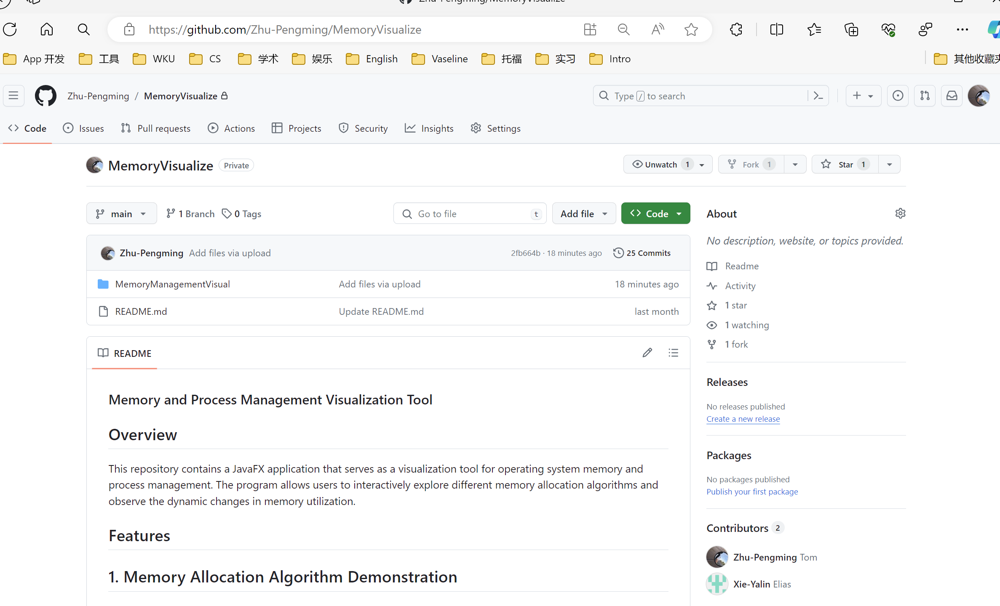 Zhu-Pengming/MemoryVisualize
https://github.com/Zhu-Pengming/MemoryVisualize
App 开发 工具 WKU CS 学术 娱乐 English Vaseline 托福 实习 Intro 其他收藏夹
Zhu-Pengming / MemoryVisualize Type / to search
Code Issues Pull requests Actions Projects Security Insights Settings
MemoryVisualize Private Unwatch 1 Fork 1 Star 1
main 1 Branch 0 Tags Go to file t Add file Code
Zhu-Pengming Add files via upload 2fb664b · 18 minutes ago 25 Commits
MemoryManagementVisual Add files via upload 18 minutes ago
README.md Update README.md last month
README
Memory and Process Management Visualization Tool
Overview
This repository contains a JavaFX application that serves as a visualization tool for operating system memory and
process management. The program allows users to interactively explore different memory allocation algorithms and
observe the dynamic changes in memory utilization.
Features
1. Memory Allocation Algorithm Demonstration
About
No description, website, or topics provided.
Readme
Activity
1 star
1 watching
1 fork
Releases
No releases published
Create a new release
Packages
No packages published
Publish your first package
Contributors 2
Zhu-Pengming Tom
Xie-Yalin Elias